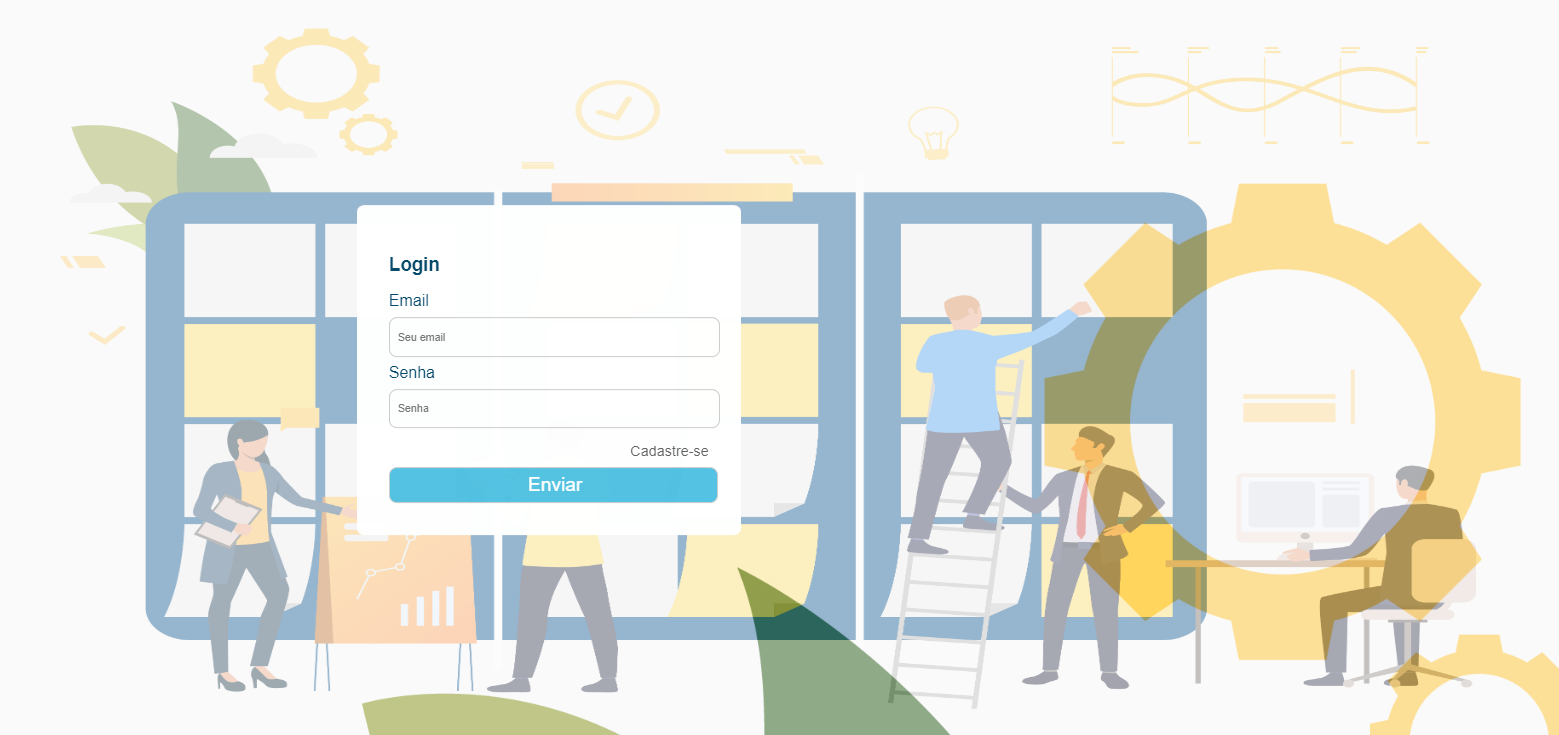 Login
Email
Seu email
Senha
Senha
Cadastre-se
Enviar